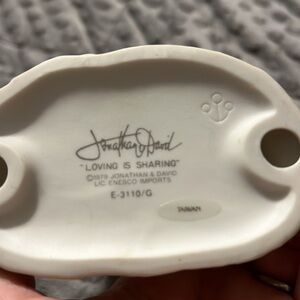 Jonathan & David
"LOVING IS SHARING"
©1979 JONATHAN & DAVID
LIC. ENESCO IMPORTS
E-3110/G
TAIWAN